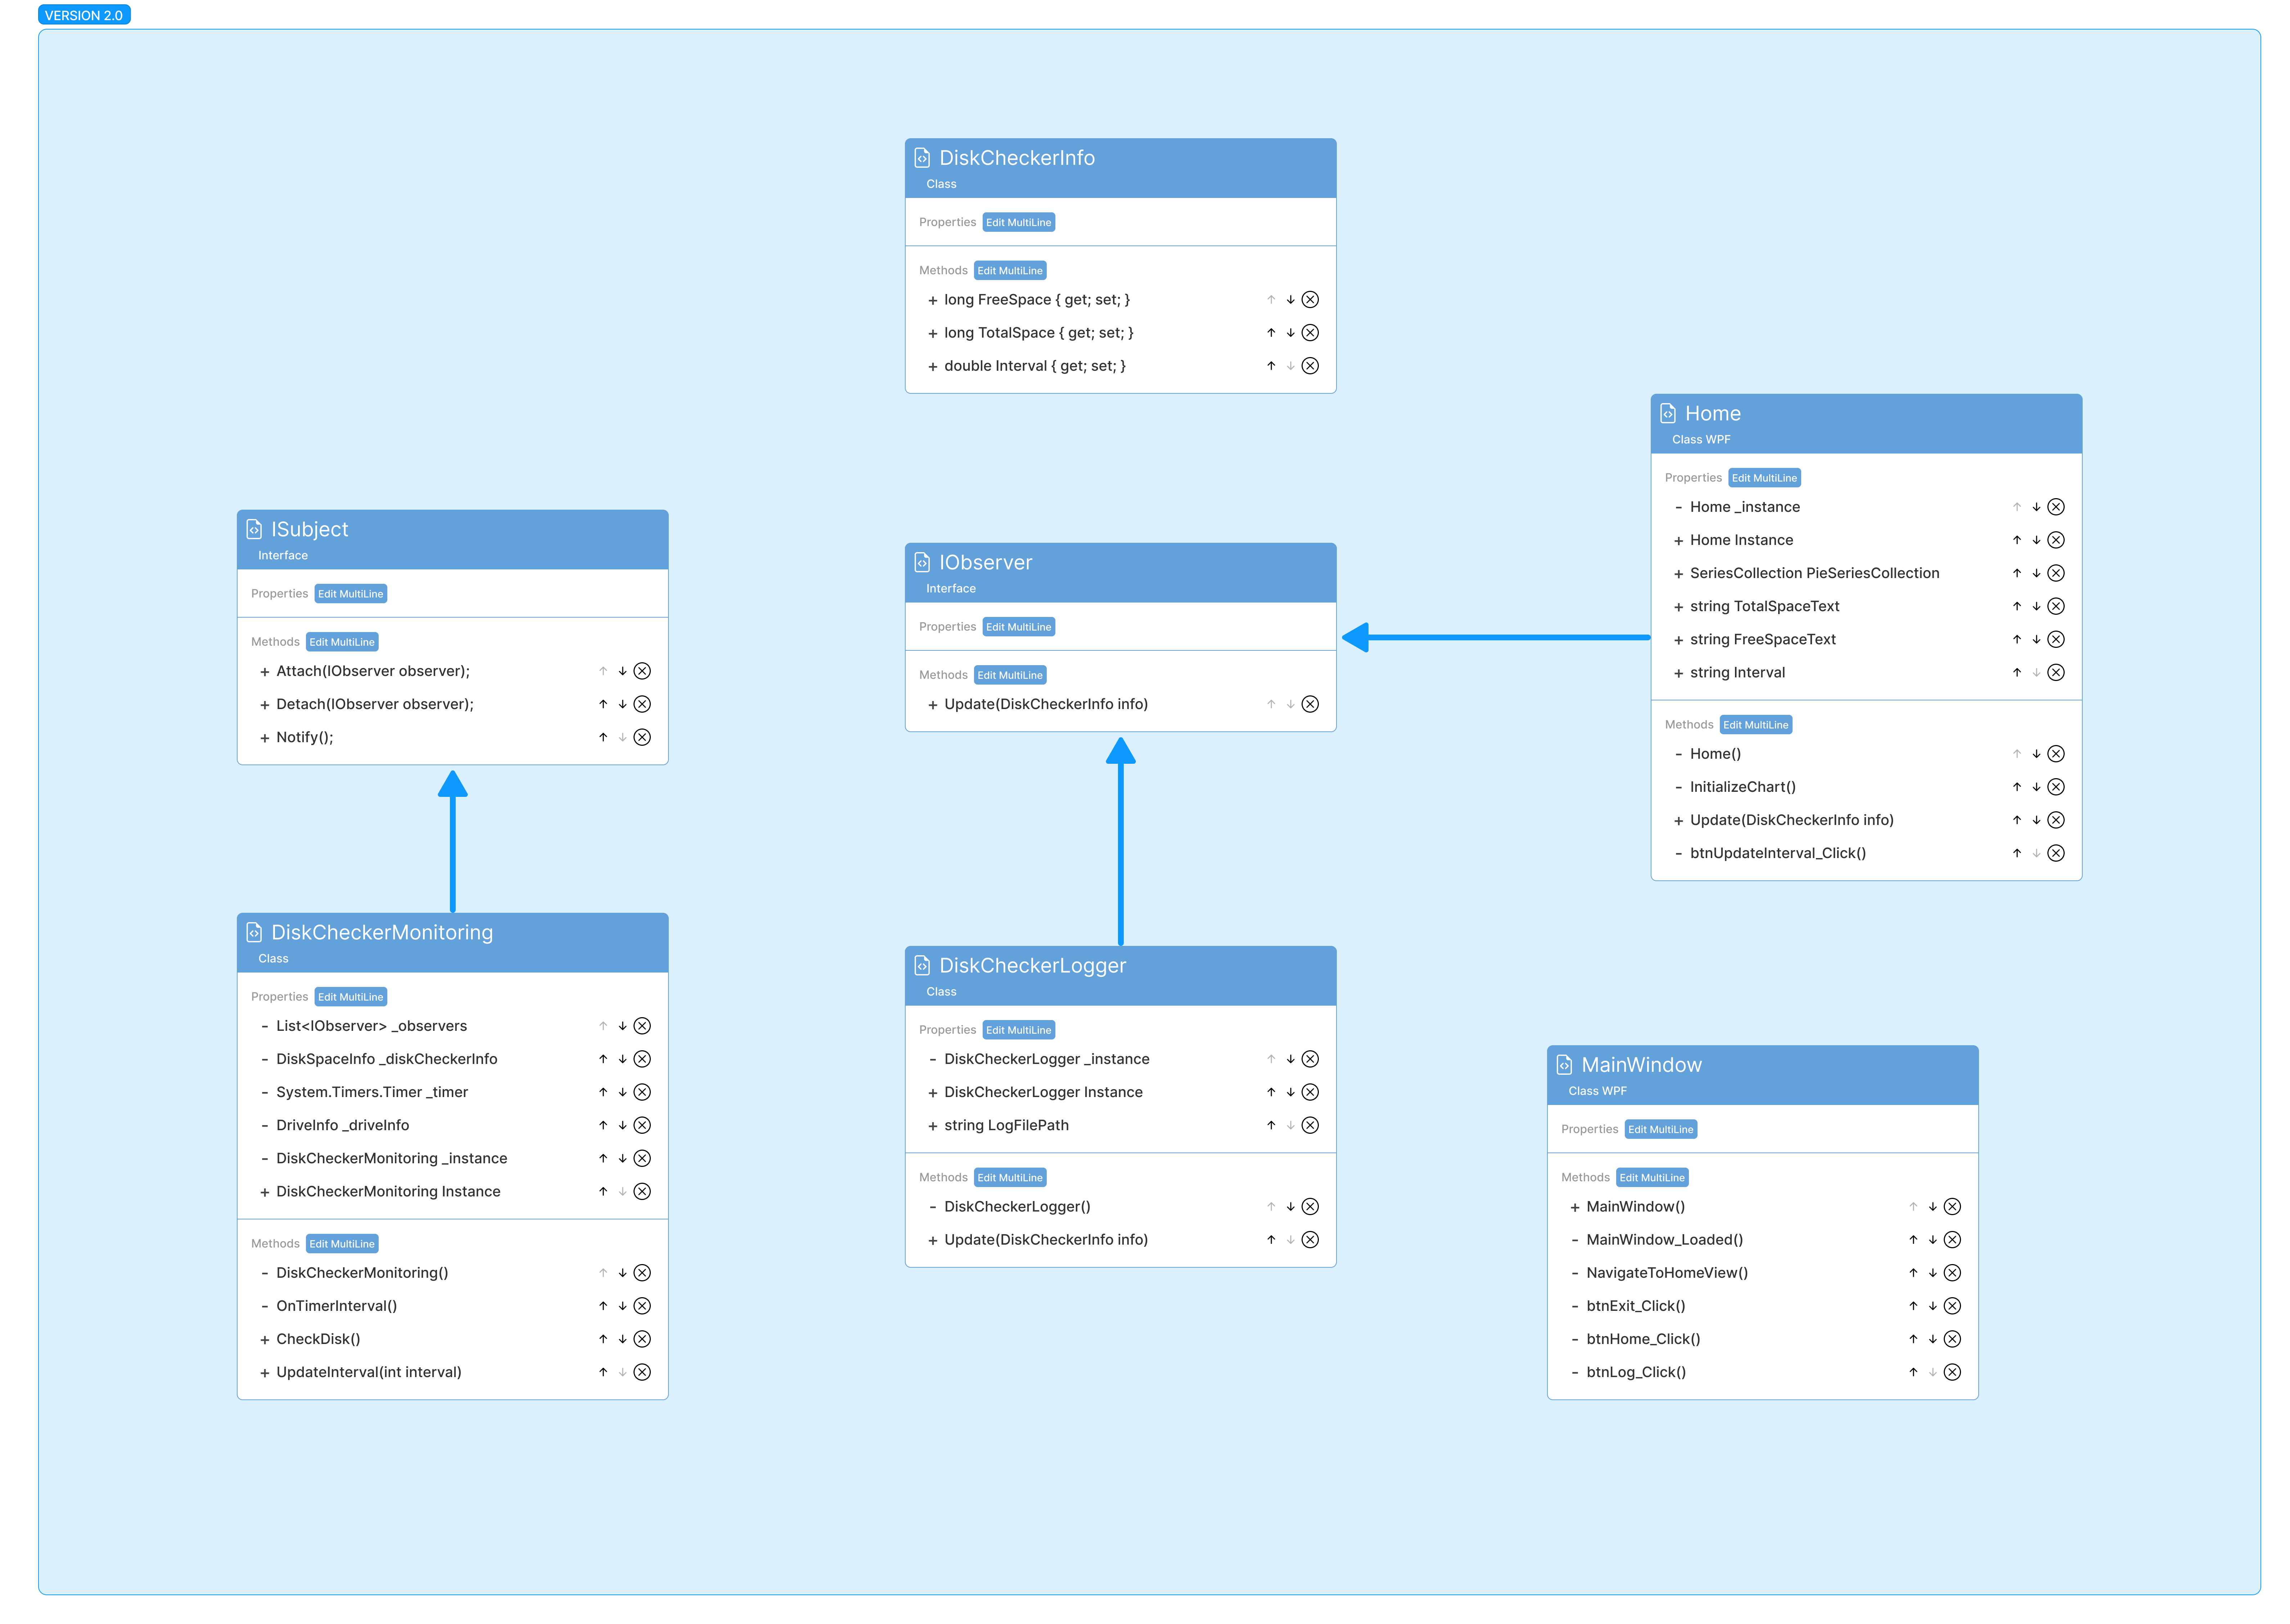 VERSION 2.0
DiskCheckerInfo
Class
Properties Edit MultiLine
Methods Edit MultiLine
+ long FreeSpace { get; set; }
+ long TotalSpace { get; set; }
+ double Interval { get; set; }
Home
Class WPF
Properties Edit MultiLine
- Home _instance
+ Home Instance
+ SeriesCollection PieSeriesCollection
+ string TotalSpaceText
+ string FreeSpaceText
+ string Interval
Methods Edit MultiLine
- Home()
- InitializeChart()
+ Update(DiskCheckerInfo info)
- btnUpdateInterval_Click()
ISubject
Interface
Properties Edit MultiLine
Methods Edit MultiLine
+ Attach(IObserver observer);
+ Detach(IObserver observer);
+ Notify();
IObserver
Interface
Properties Edit MultiLine
Methods Edit MultiLine
+ Update(DiskCheckerInfo info)
DiskCheckerMonitoring
Class
Properties Edit MultiLine
- List<IObserver> _observers
- DiskSpaceInfo _diskCheckerInfo
- System.Timers.Timer _timer
- DriveInfo _driveInfo
- DiskCheckerMonitoring _instance
+ DiskCheckerMonitoring Instance
Methods Edit MultiLine
- DiskCheckerMonitoring()
- OnTimerInterval()
+ CheckDisk()
+ UpdateInterval(int interval)
DiskCheckerLogger
Class
Properties Edit MultiLine
- DiskCheckerLogger _instance
+ DiskCheckerLogger Instance
+ string LogFilePath
Methods Edit MultiLine
- DiskCheckerLogger()
+ Update(DiskCheckerInfo info)
MainWindow
Class WPF
Properties Edit MultiLine
Methods Edit MultiLine
+ MainWindow()
- MainWindow_Loaded()
- NavigateToHomeView()
- btnExit_Click()
- btnHome_Click()
- btnLog_Click()